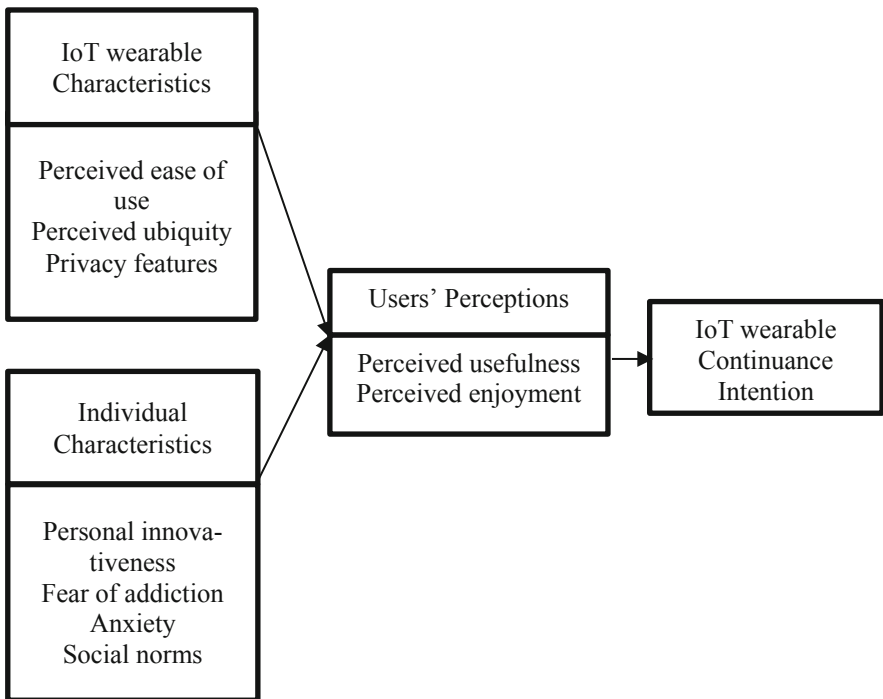 IoT wearable
Characteristics
Perceived ease of
use
Perceived ubiquity
Privacy features
Individual
Characteristics
Personal innova-
tiveness
Fear of addiction
Anxiety
Social norms
Users’ Perceptions
Perceived usefulness
Perceived enjoyment
IoT wearable
Continuance
Intention